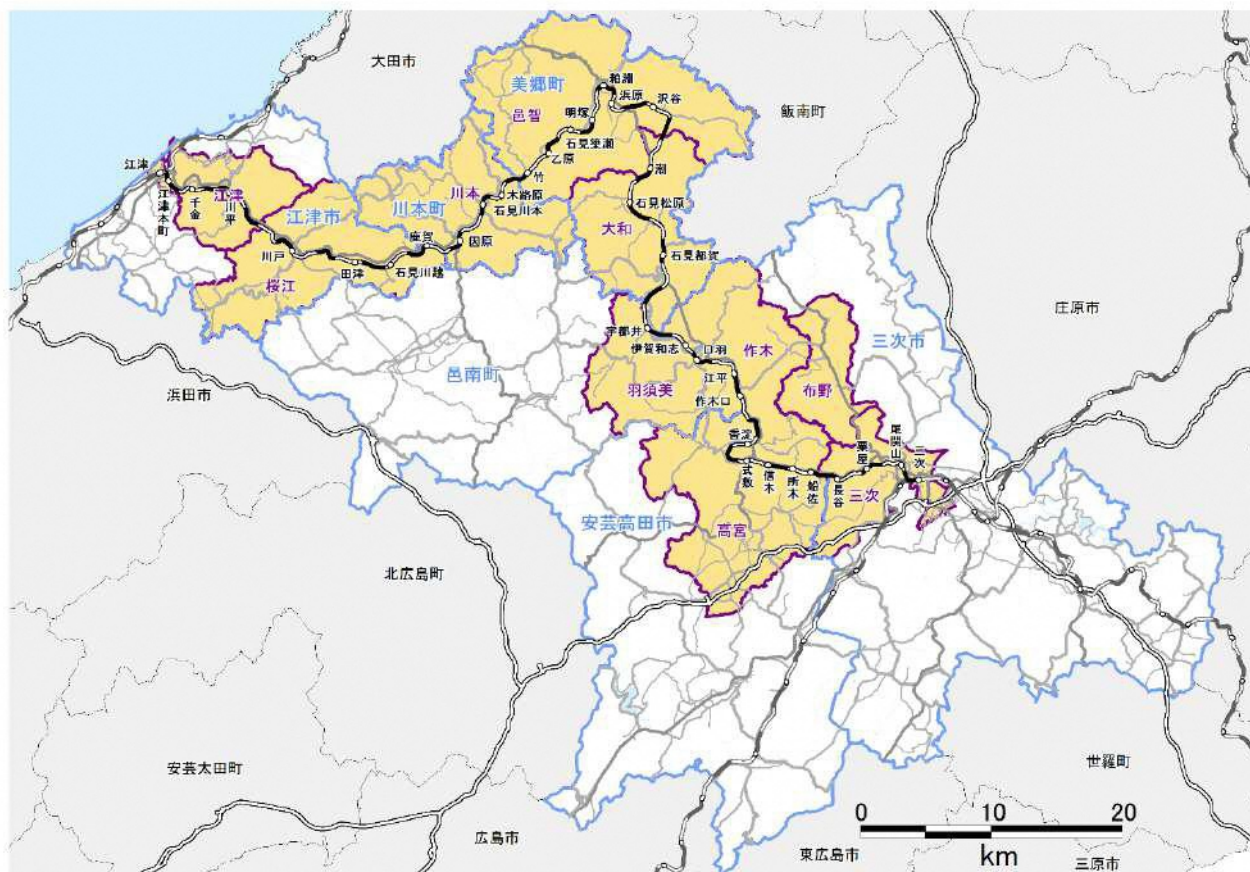 大田市
美郷町
粕淵
浜原
沢谷
飯南町
邑智
明塚
石見簗瀬
乙原
竹
潮
江津
江津本町
千金
江津
川平
江津市
川本町
川本
木路原
石見川本
石見松原
大和
因原
座賀
石見都賀
川戸
田津
石見川越
桜江
庄原市
宇都井
伊賀和志
口羽
作木
三次市
邑南町
羽須美
江平
布野
作木口
浜田市
香淀
尾関山
粟屋
三次
式敷
信木
所木
船佐
長谷
三次
安芸高田市
高宮
北広島町
安芸太田町
世羅町
0 10 20
km
広島市
東広島市
三原市